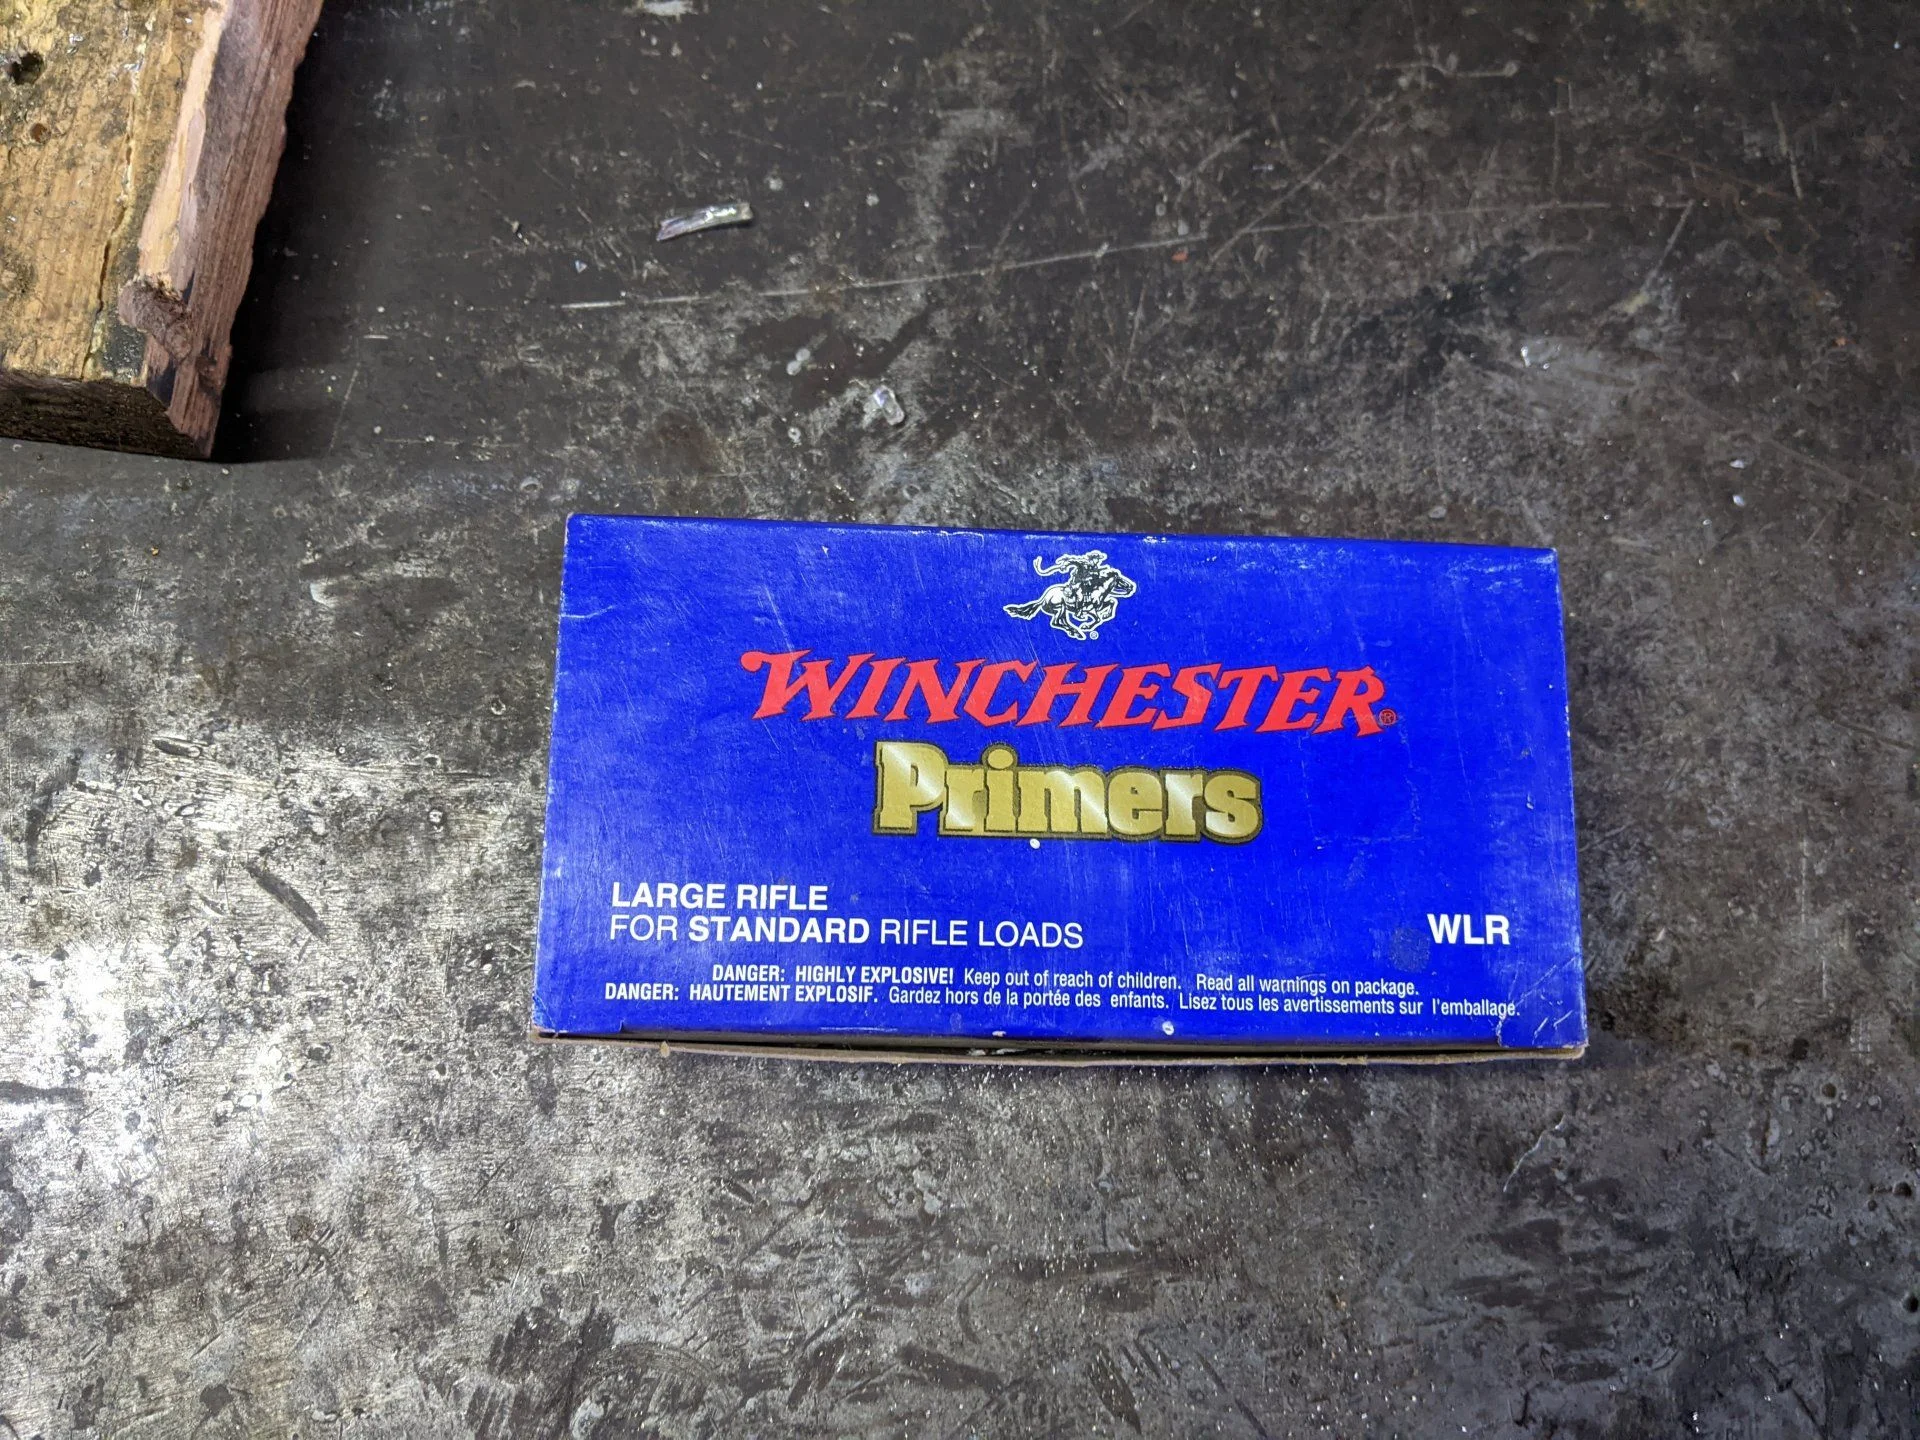 WINCHESTER®
Primers
LARGE RIFLE
FOR STANDARD RIFLE LOADS
WLR
DANGER: HIGHLY EXPLOSIVE! Keep out of reach of children. Read all warnings on package.
DANGER: HAUTEMENT EXPLOSIF. Gardez hors de la portée des enfants. Lisez tous les avertissements sur l'emballage.